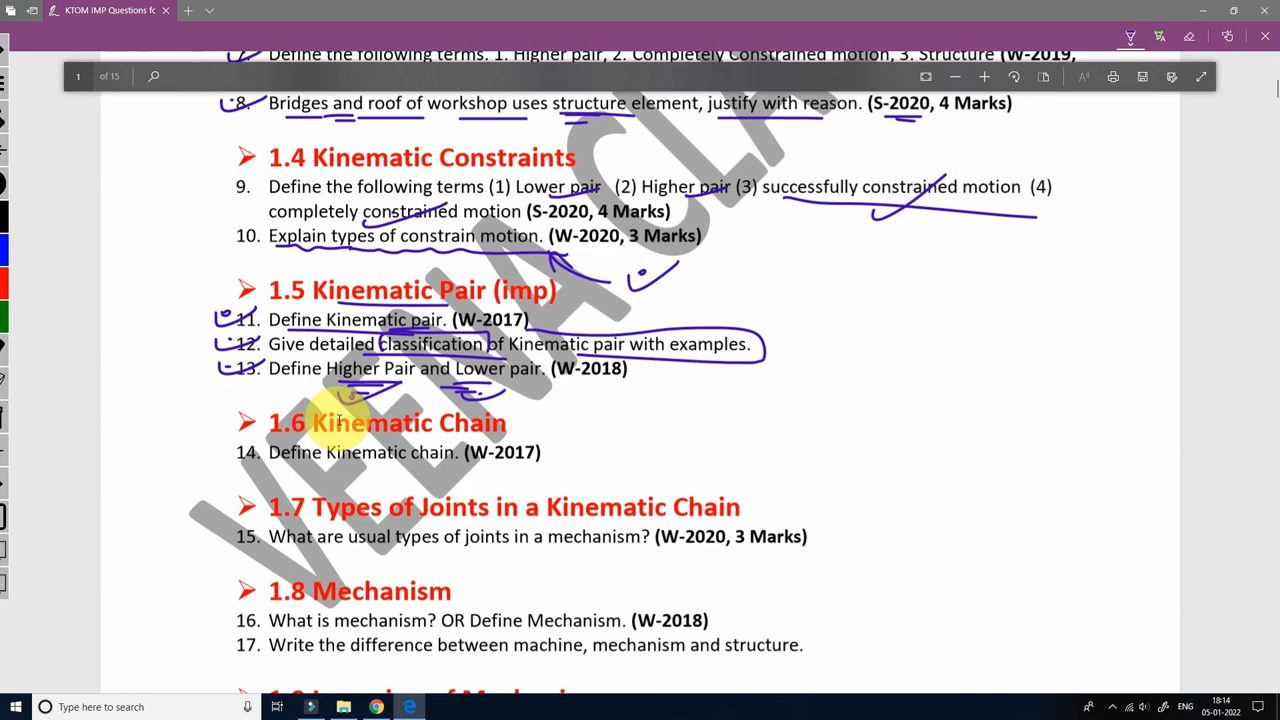 KTOM IMP Questions fc
7. Define the following terms. 1. Higher pair, 2. Completely Constrained motion, 3. Structure (W-2019,
1 of 15
8. Bridges and roof of workshop uses structure element, justify with reason. (S-2020, 4 Marks)
1.4 Kinematic Constraints
9. Define the following terms (1) Lower pair (2) Higher pair (3) successfully constrained motion (4)
completely constrained motion (S-2020, 4 Marks)
10. Explain types of constrain motion. (W-2020, 3 Marks)
1.5 Kinematic Pair (imp)
11. Define Kinematic pair. (W-2017)
12. Give detailed classification of Kinematic pair with examples.
13. Define Higher Pair and Lower pair. (W-2018)
1.6 Kinematic Chain
14. Define Kinematic chain. (W-2017)
1.7 Types of Joints in a Kinematic Chain
15. What are usual types of joints in a mechanism? (W-2020, 3 Marks)
1.8 Mechanism
16. What is mechanism? OR Define Mechanism. (W-2018)
17. Write the difference between machine, mechanism and structure.
VEENA CLA
Type here to search
ENG
18:14
05-01-2022